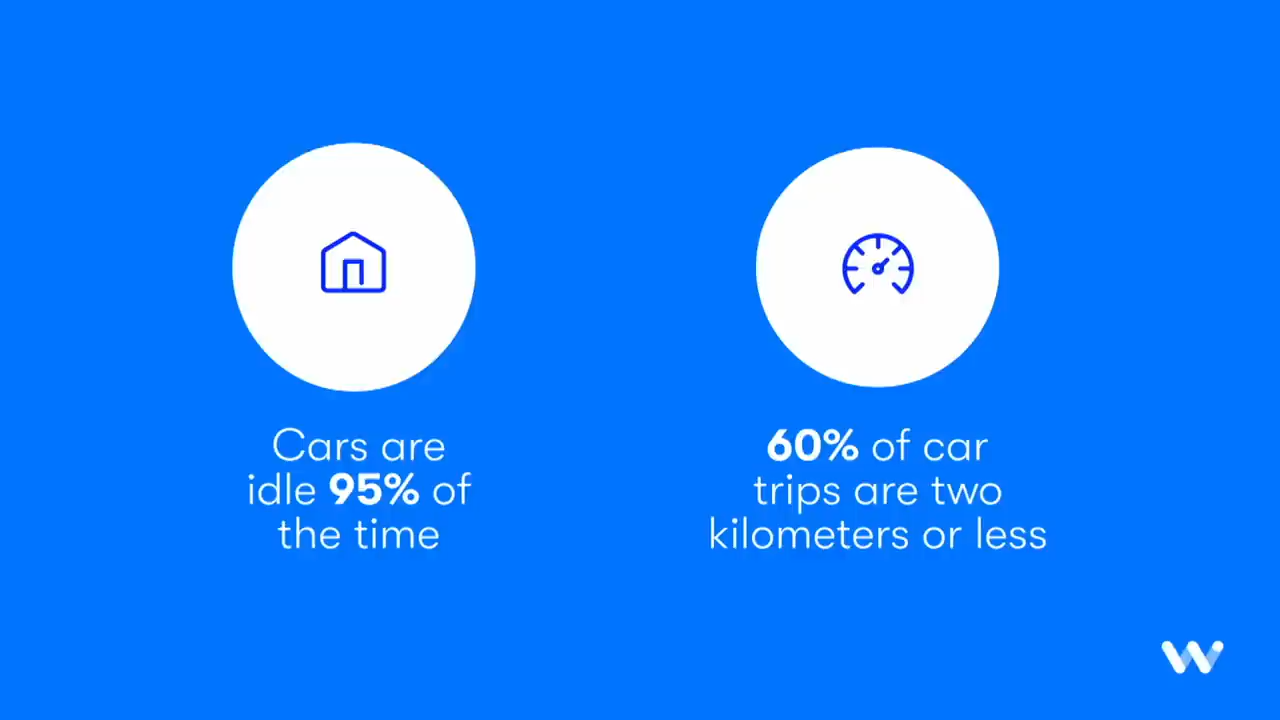 Cars are
idle 95% of
the time
60% of car
trips are two
kilometers or less